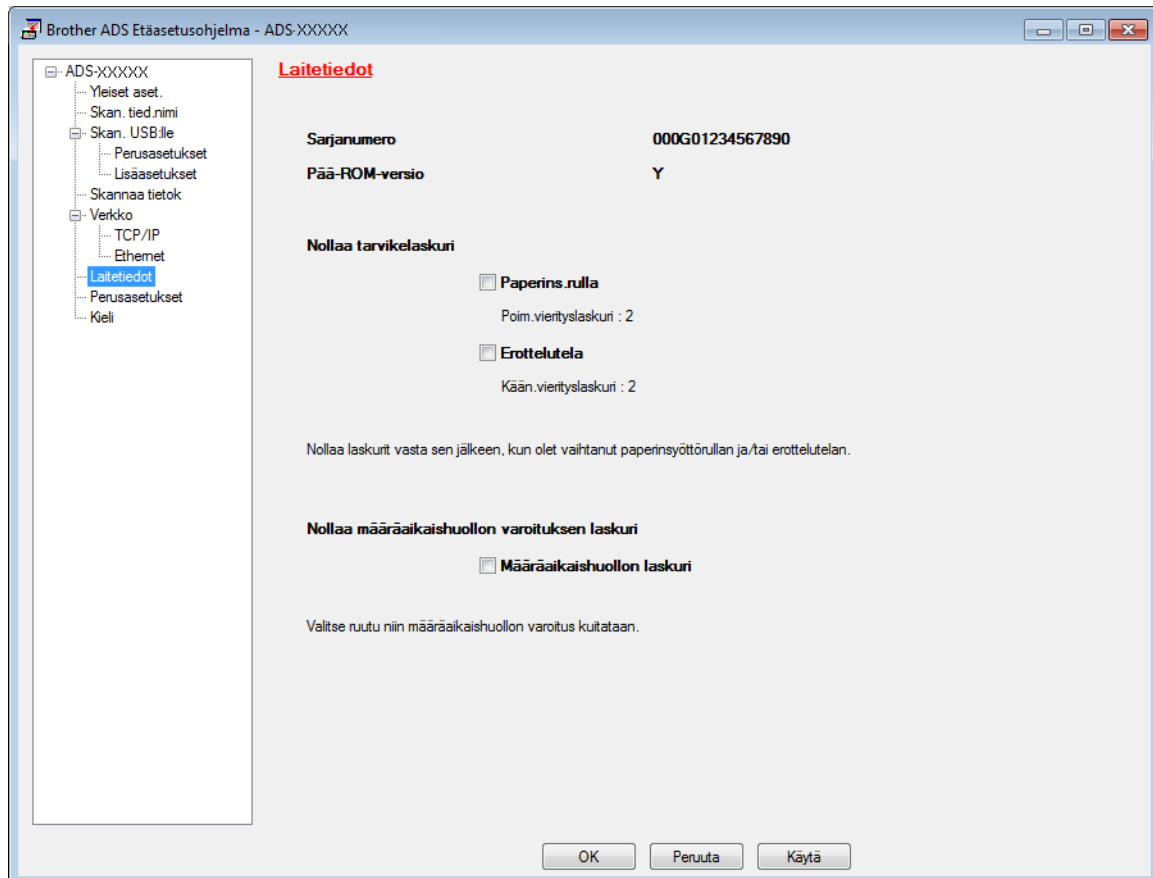 Brother ADS Etäasetusohjelma - ADS-XXXXX
ADS-XXXXX
Yleiset aset.
Skan. tied.nimi
Skan. USB:lle
Perusasetukset
Lisäasetukset
Skannaa tietok
Verkko
TCP/IP
Ethernet
Laitetiedot
Perusasetukset
Kieli
Laitetiedot
Sarjanumero 000G01234567890
Pää-ROM-versio Y
Nollaa tarvikelaskuri
Paperins.rulla
Poim.vierityslaskuri : 2
Erottelutela
Kään.vierityslaskuri : 2
Nollaa laskurit vasta sen jälkeen, kun olet vaihtanut paperinsyöttörullan ja/tai erottelutelan.
Nollaa määräaikaishuollon varoituksen laskuri
Määräaikaishuollon laskuri
Valitse ruutu niin määräaikaishuollon varoitus kuitataan.
OK Peruuta Käytä